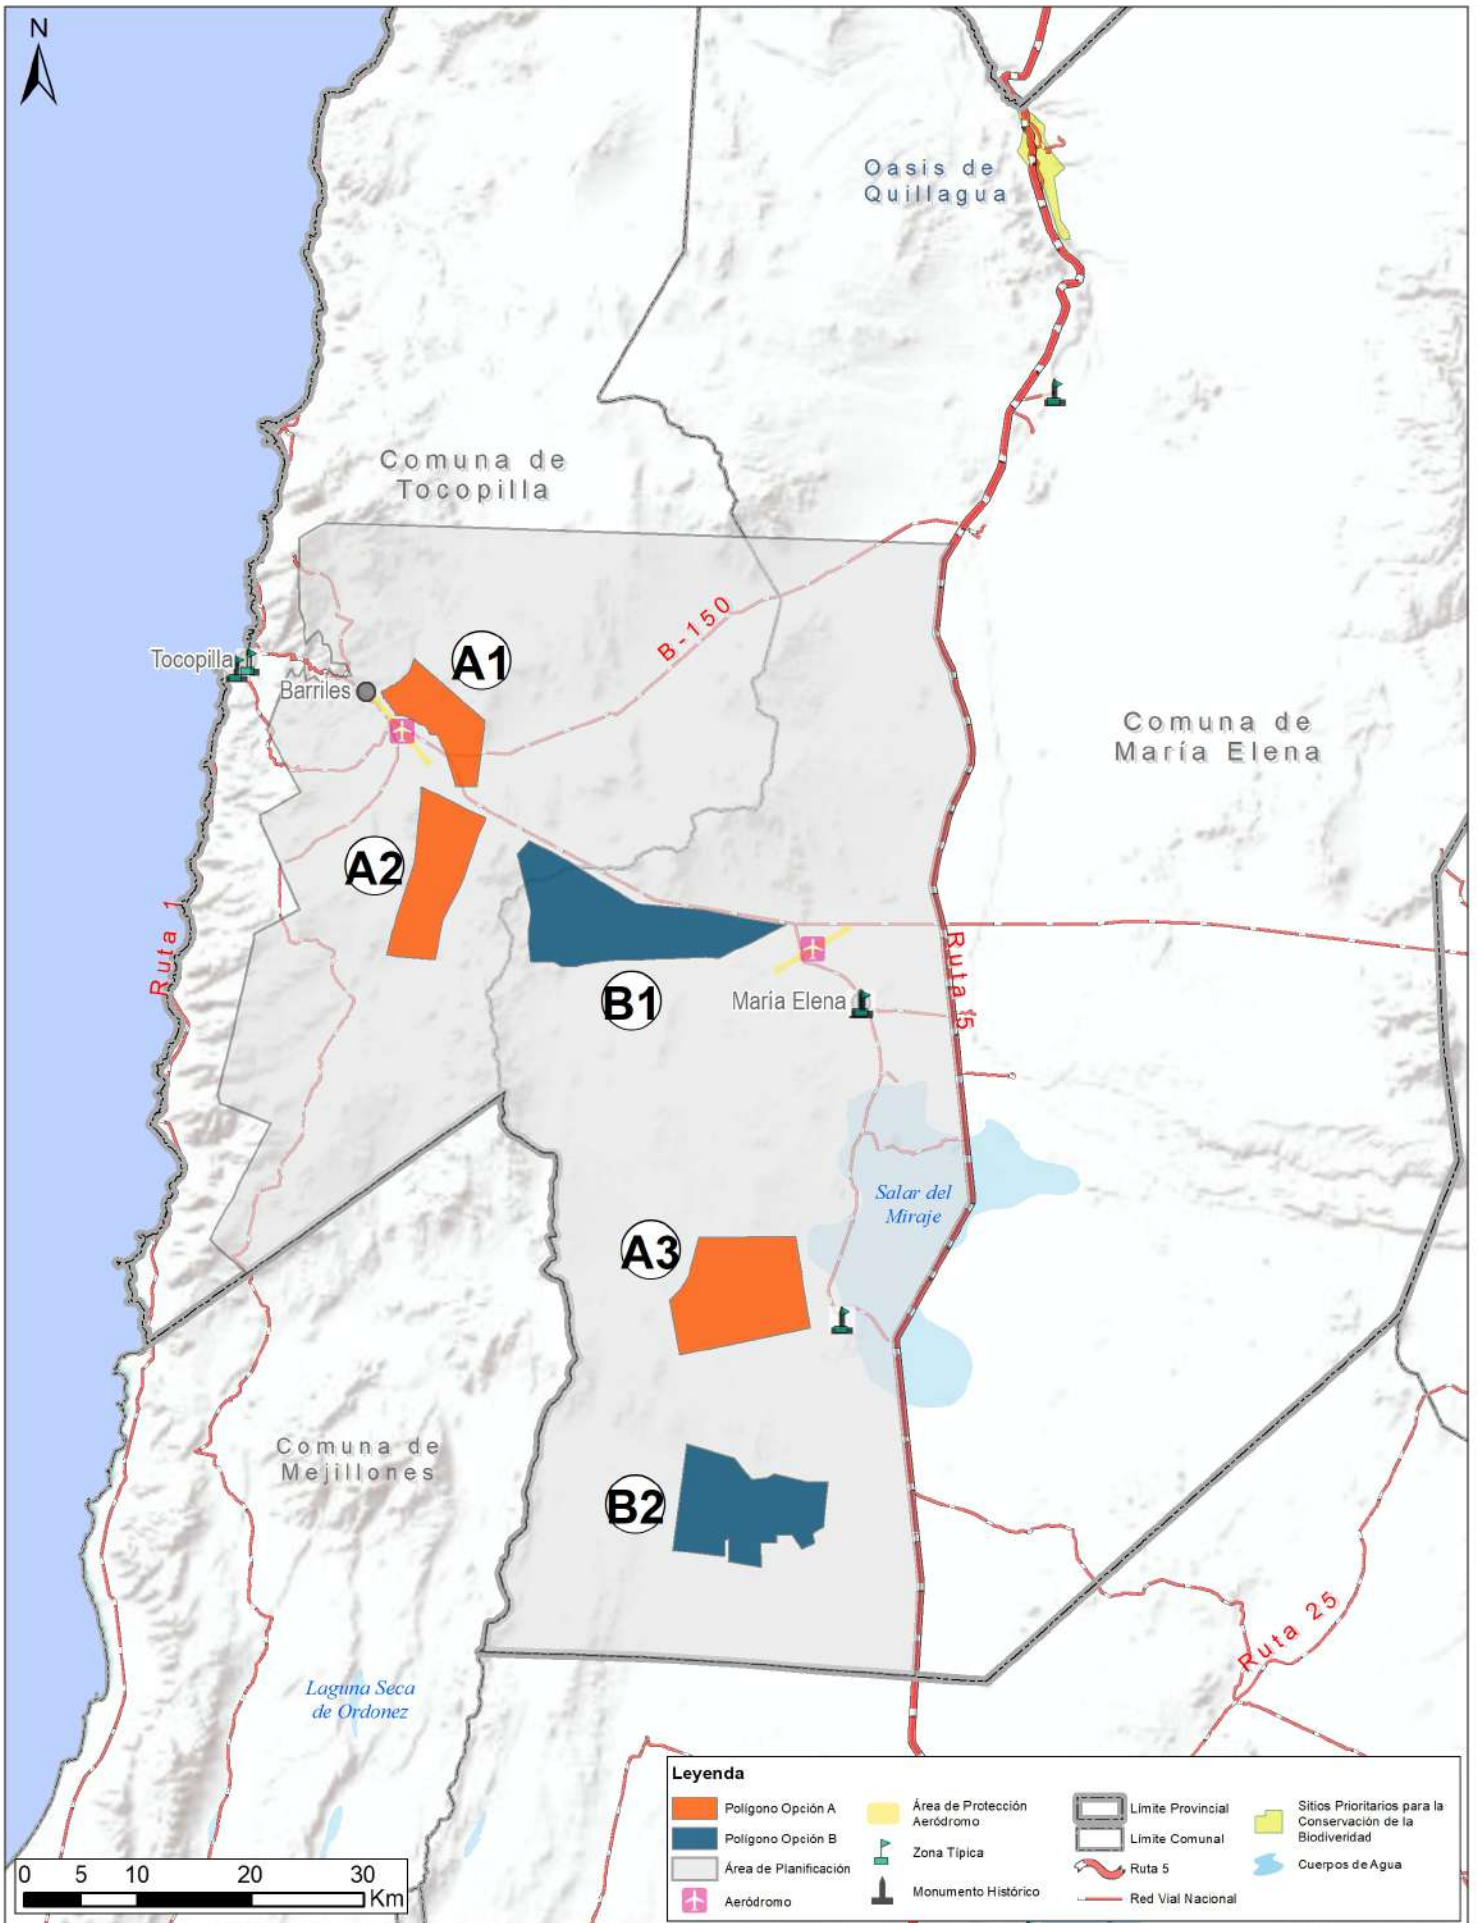 N
Oasis de
Quillagua
Comuna de
Tocopilla
B-150
A1
Tocopilla
Barriles
Comuna de
María Elena
A2
Ruta 1
B1
María Elena
Ruta 5
Salar del
Miraje
A3
Comuna de
Mejillones
B2
Ruta 25
Laguna Seca
de Ordonez
Leyenda
Polígono Opción A
Polígono Opción B
Área de Planificación
Aeródromo
Área de Protección
Aeródromo
Zona Típica
Monumento Histórico
Límite Provincial
Límite Comunal
Ruta 5
Red Vial Nacional
Sitios Prioritarios para la
Conservación de la
Biodiveridad
Cuerpos de Agua
0 5 10 20 30
Km